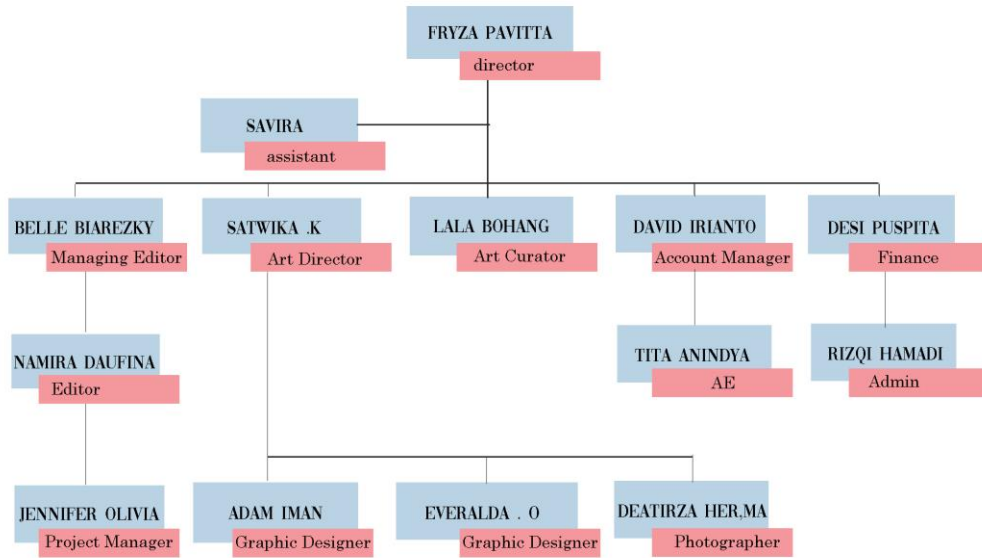 FRYZA PAVITTA
director
SAVIRA
assistant
BELLE BIAREZKY
Managing Editor
SATWIKA .K
Art Director
LALA BOHANG
Art Curator
DAVID IRIANTO
Account Manager
DESI PUSPITA
Finance
NAMIRA DAUFINA
Editor
TITA ANINDYA
AE
RIZQI HAMADI
Admin
JENNIFER OLIVIA
Project Manager
ADAM IMAN
Graphic Designer
EVERALDA . O
Graphic Designer
DEATIRZA HER,MA
Photographer